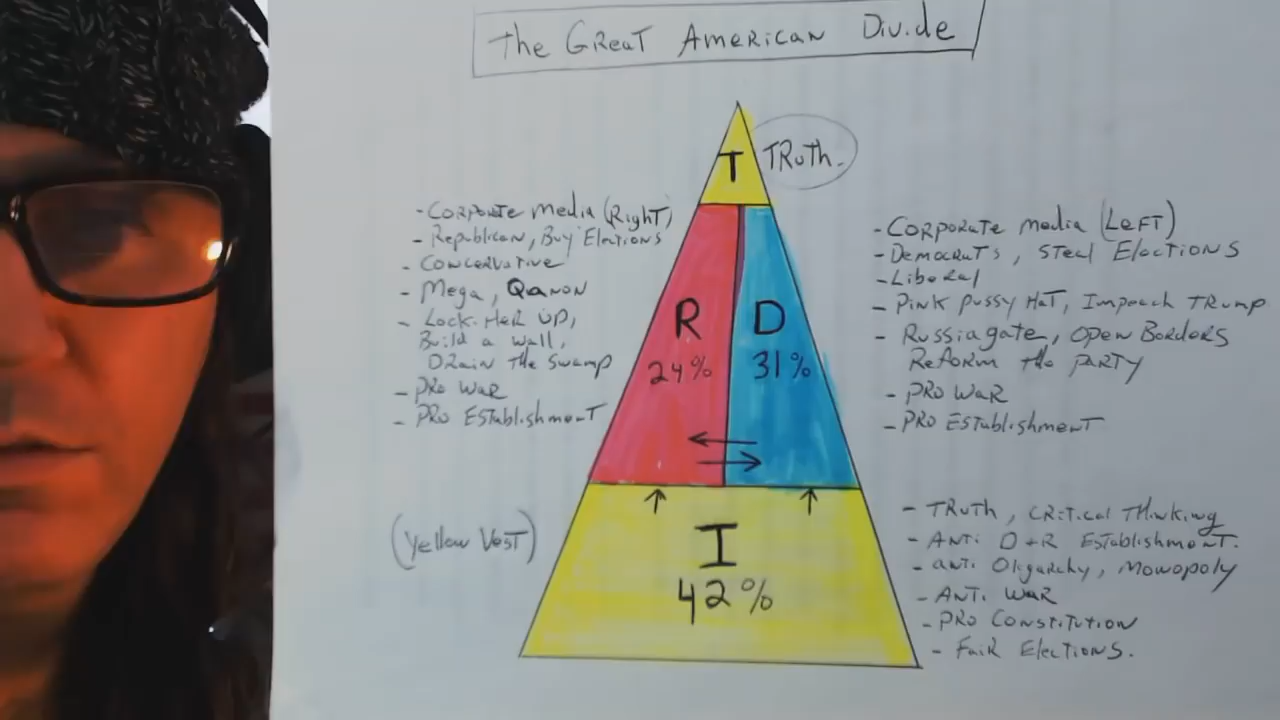 The Great American Divide
T
Truth.
- Corporate Media (Right)
- Republican, Buy Elections
- Concervative
- Mega, Qanon
- Lock Her Up,
Build a Wall,
Drain the Swamp
- Pro War
- Pro Establishment
R
24%
D
31%
- Corporate Media (Left)
- Democrats, Steal Elections
- Liberal
- Pink Pussy Hat, Impeach Trump
- Russiagate, Open Borders
Reform the Party
- Pro War
- Pro Establishment
(Yellow Vest)
I
42%
- Truth, Critical Thinking
- Anti D+R Establishment.
- Anti Oligarchy, Mowopoly
- Anti War
- Pro Constitution
- Fair Elections.